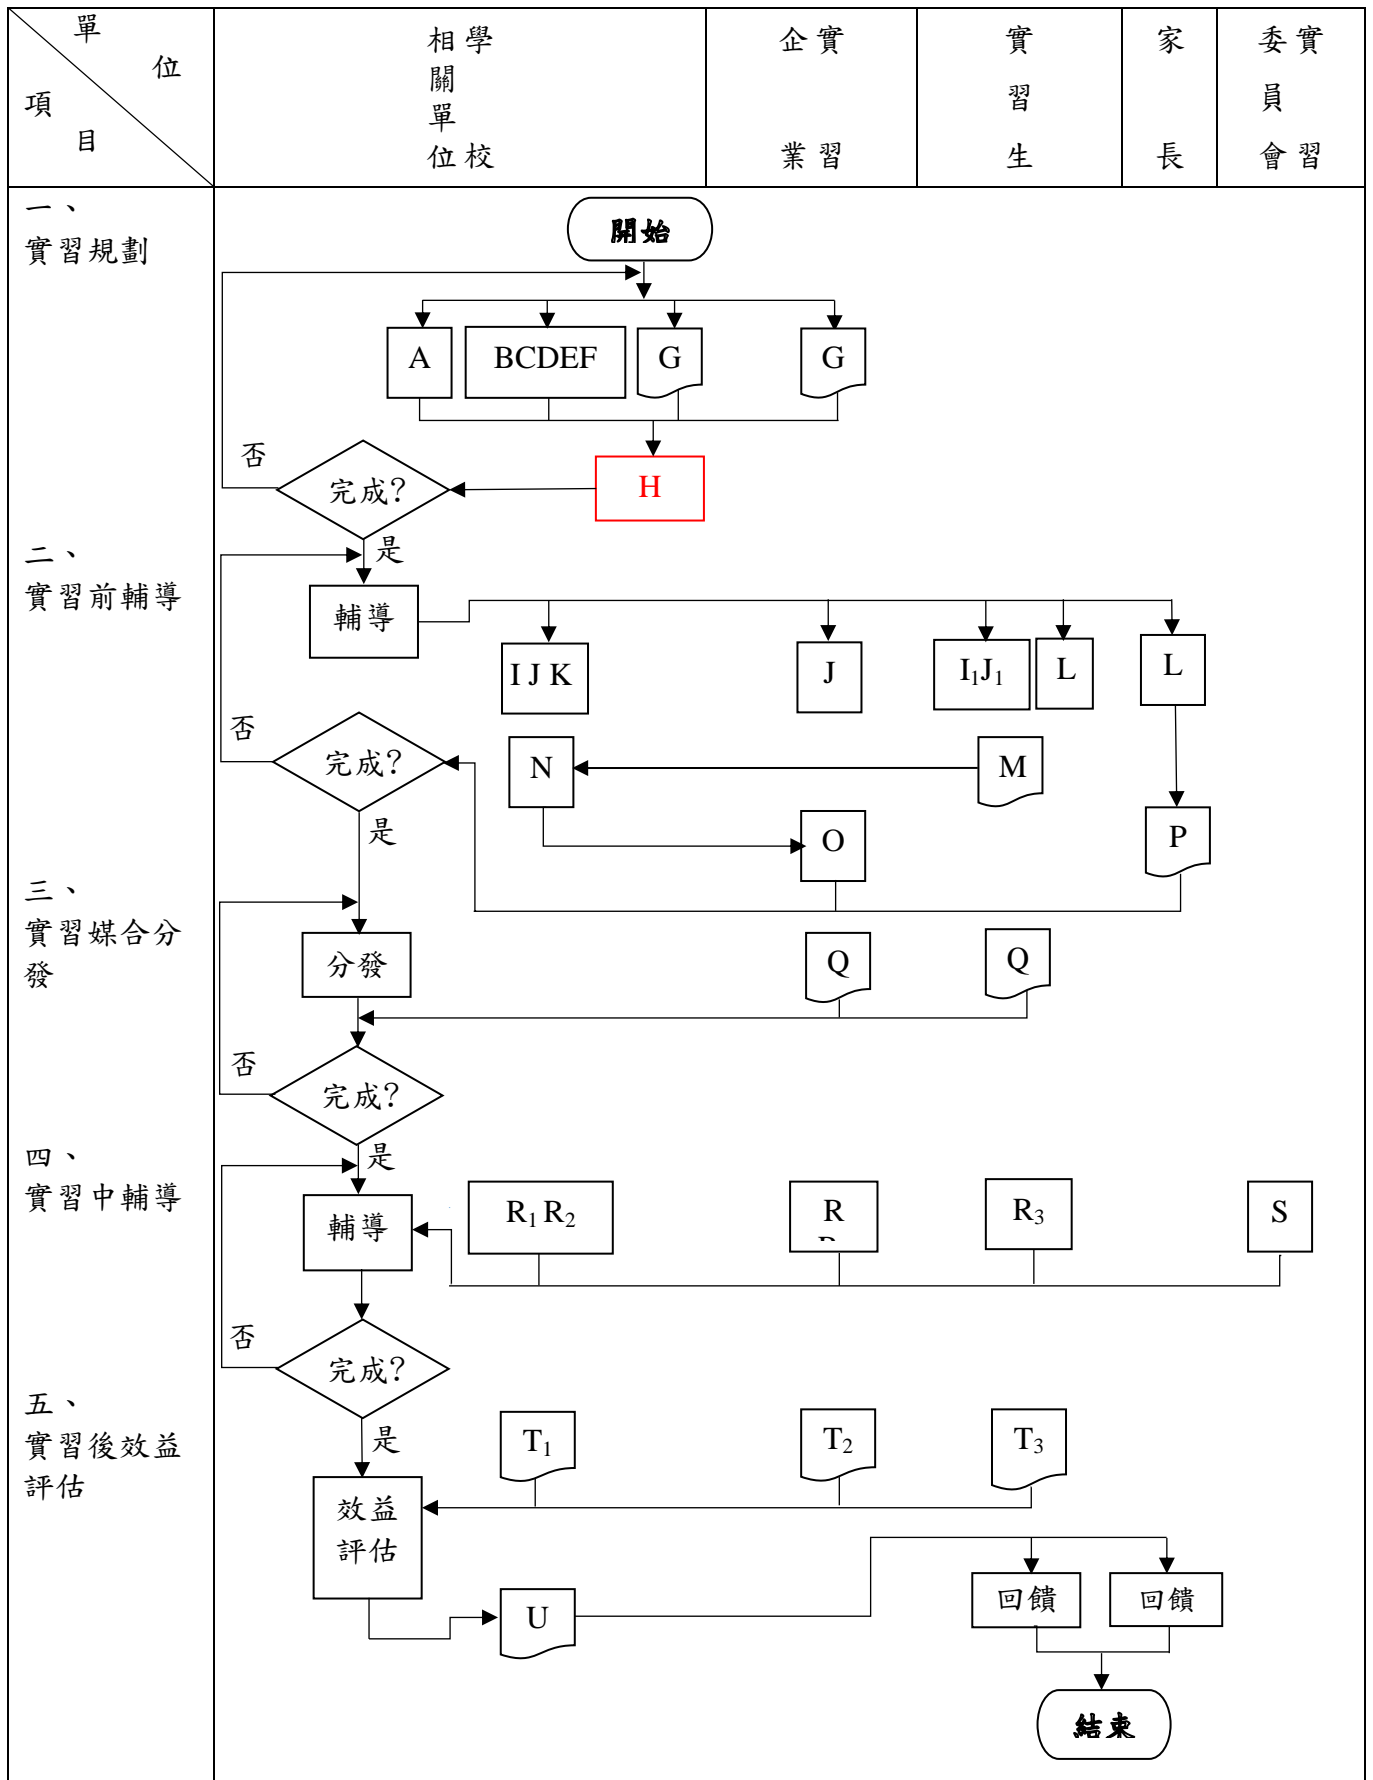 單
位
項
目
學校
相關單位
實習
企業
實習生
家長
實習
委員會
一、
實習規劃
開始
A
BCDEF
G
G
否
完成?
H
是
二、
實習前輔導
輔導
I J K
J
I₁J₁
L
L
否
完成?
N
M
是
O
P
三、
實習媒合分
發
分發
Q
Q
否
完成?
是
四、
實習中輔導
輔導
R₁ R₂
R
R₃
S
否
完成?
五、
實習後效益
評估
是
T₁
T₂
T₃
效益
評估
U
回饋
回饋
結束